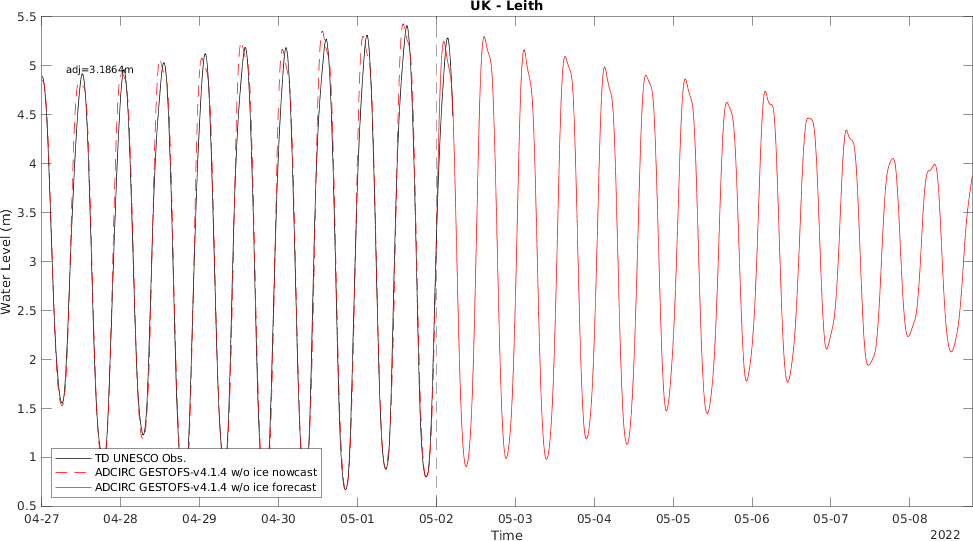 UK - Leith
5.5
5
4.5
4
3.5
3
2.5
2
1.5
1
0.5
Water Level (m)
adj=3.1864m
TD UNESCO Obs.
ADCIRC GESTOFS-v4.1.4 w/o ice nowcast
ADCIRC GESTOFS-v4.1.4 w/o ice forecast
04-27 04-28 04-29 04-30 05-01 05-02 05-03 05-04 05-05 05-06 05-07 05-08
Time
2022